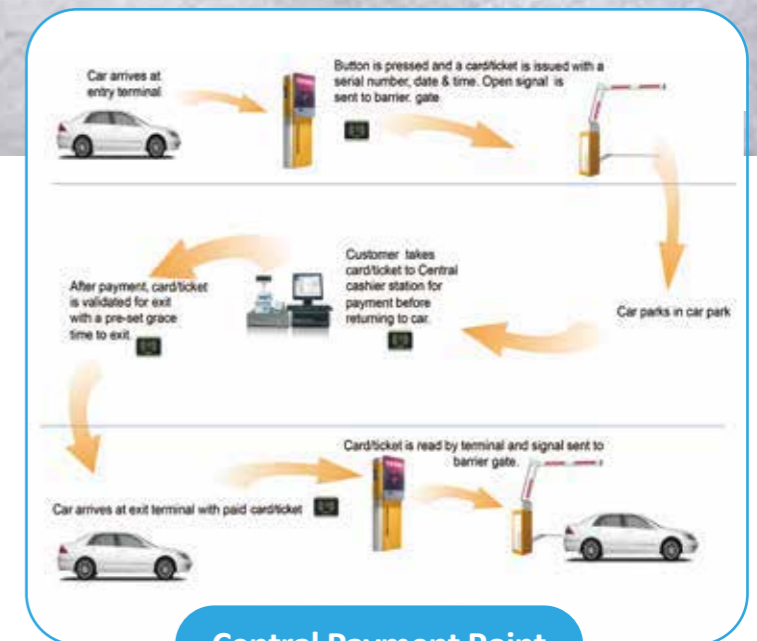 Car arrives at
entry terminal
Button is pressed and a card/ticket is issued with a
serial number, date & time. Open signal is
sent to barrier. gate
After payment, card/ticket
is validated for exit
with a pre-set grace
time to exit
Customer takes
card/ticket to Central
cashier station for
payment before
returning to car.
Car parks in car park
Card/ticket is read by terminal and signal sent to
barrier gate.
Car arrives at exit terminal with paid card/ticket
Central Payment Point